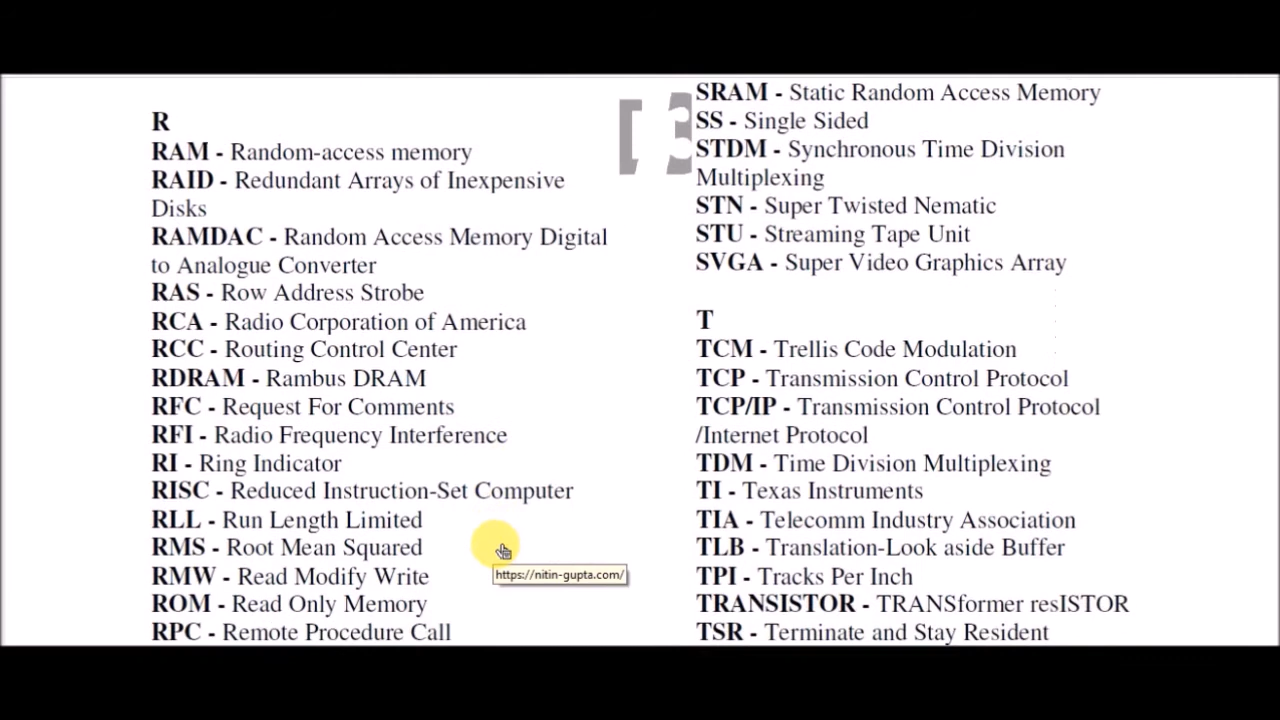 R
RAM - Random-access memory
RAID - Redundant Arrays of Inexpensive
Disks
RAMDAC - Random Access Memory Digital
to Analogue Converter
RAS - Row Address Strobe
RCA - Radio Corporation of America
RCC - Routing Control Center
RDRAM - Rambus DRAM
RFC - Request For Comments
RFI - Radio Frequency Interference
RI - Ring Indicator
RISC - Reduced Instruction-Set Computer
RLL - Run Length Limited
RMS - Root Mean Squared
https://nitin-gupta.com/
RMW - Read Modify Write
ROM - Read Only Memory
RPC - Remote Procedure Call
SRAM - Static Random Access Memory
SS - Single Sided
STDM - Synchronous Time Division
Multiplexing
STN - Super Twisted Nematic
STU - Streaming Tape Unit
SVGA - Super Video Graphics Array
T
TCM - Trellis Code Modulation
TCP - Transmission Control Protocol
TCP/IP - Transmission Control Protocol
/Internet Protocol
TDM - Time Division Multiplexing
TI - Texas Instruments
TIA - Telecomm Industry Association
TLB - Translation-Look aside Buffer
TPI - Tracks Per Inch
TRANSISTOR - TRANSformer resISTOR
TSR - Terminate and Stay Resident